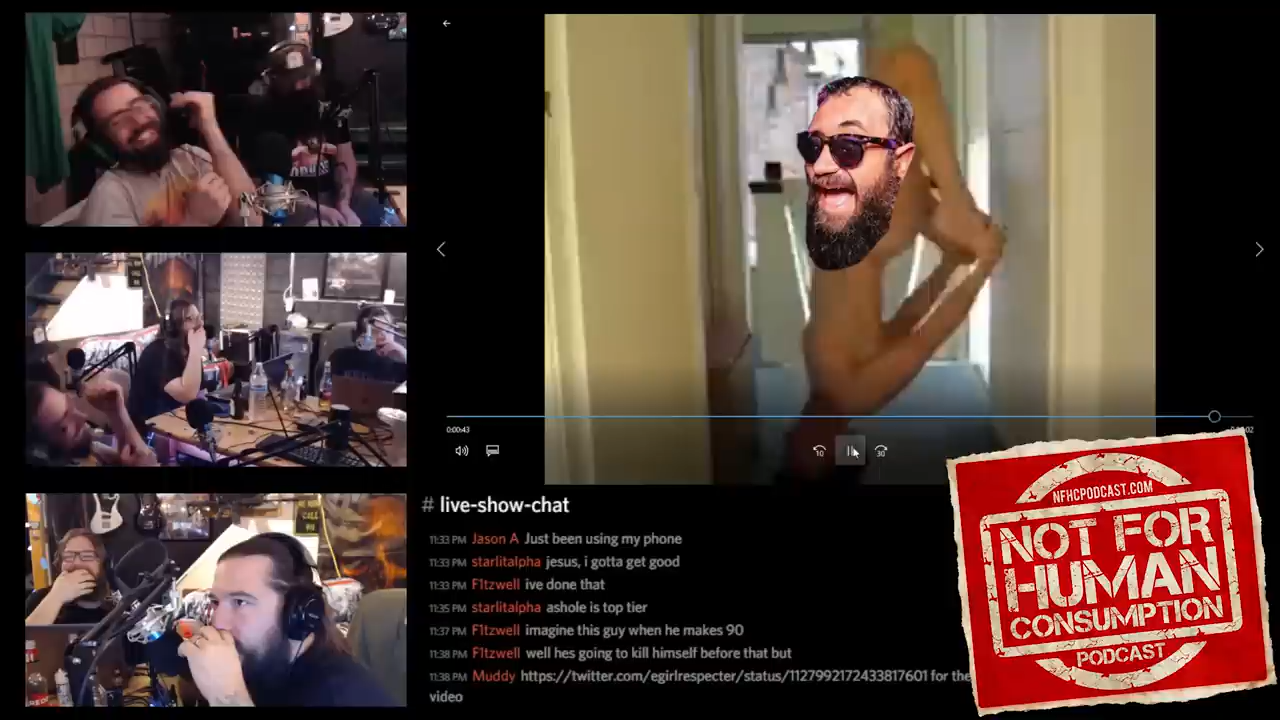 0:00:43
10
30
# live-show-chat
11:33 PM Jason A Just been using my phone
11:33 PM starlitalpha jesus, i gotta get good
11:33 PM F1tzwell ive done that
11:35 PM starlitalpha ashole is top tier
11:37 PM F1tzwell imagine this guy when he makes 90
11:38 PM F1tzwell well hes going to kill himself before that but
11:38 PM Muddy https://twitter.com/egirlrespecter/status/1127992172433817601 for the
video
NFHCPODCAST.COM
NOT FOR
HUMAN
CONSUMPTION
PODCAST